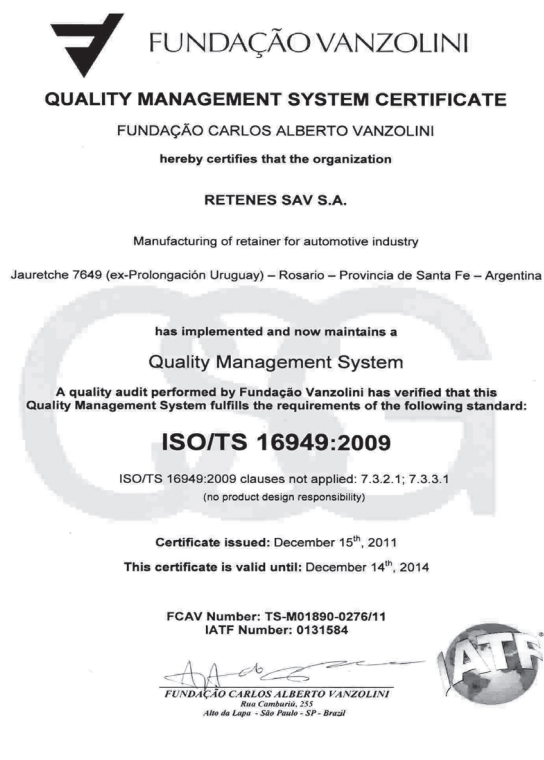 FUNDAÇÃO VANZOLINI
QUALITY MANAGEMENT SYSTEM CERTIFICATE
FUNDAÇÃO CARLOS ALBERTO VANZOLINI
hereby certifies that the organization
RETENES SAV S.A.
Manufacturing of retainer for automotive industry
Jauretche 7649 (ex-Prolongación Uruguay) – Rosario – Provincia de Santa Fe – Argentina
has implemented and now maintains a
Quality Management System
A quality audit performed by Fundação Vanzolini has verified that this
Quality Management System fulfills the requirements of the following standard:
ISO/TS 16949:2009
ISO/TS 16949:2009 clauses not applied: 7.3.2.1; 7.3.3.1
(no product design responsibility)
Certificate issued: December 15th, 2011
This certificate is valid until: December 14th, 2014
FCAV Number: TS-M01890-0276/11
IATF Number: 0131584
IATF®
FUNDAÇÃO CARLOS ALBERTO VANZOLINI
Rua Camburiú, 255
Alto da Lapa - São Paulo - SP - Brazil